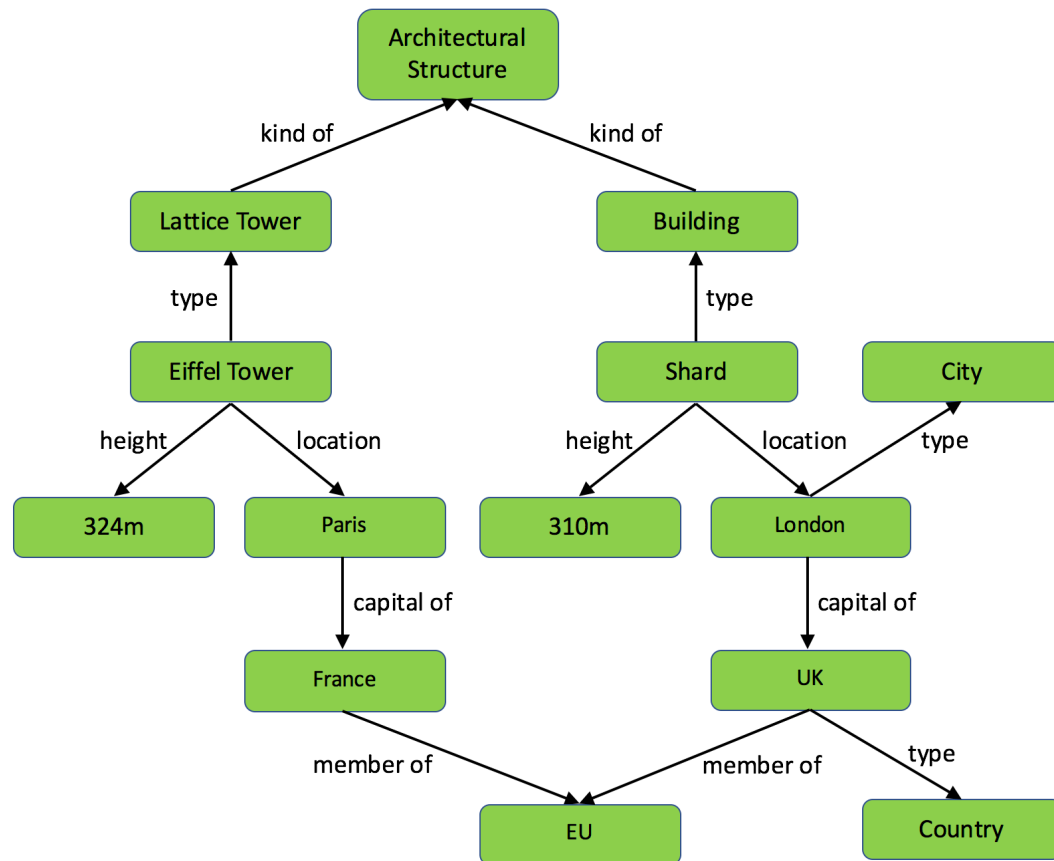 Architectural
Structure
kind of
kind of
Lattice Tower
Building
type
type
Eiffel Tower
Shard
City
height
location
height
location
type
324m
Paris
310m
London
capital of
capital of
France
UK
member of
member of
type
EU
Country